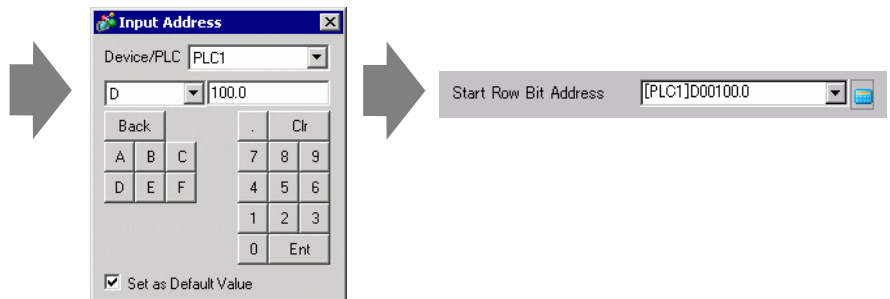 Input Address
Device/PLC PLC1
D 100.0
Back . Clr
A B C 7 8 9
D E F 4 5 6
1 2 3
0 Ent
Set as Default Value
Start Row Bit Address [PLC1]D00100.0